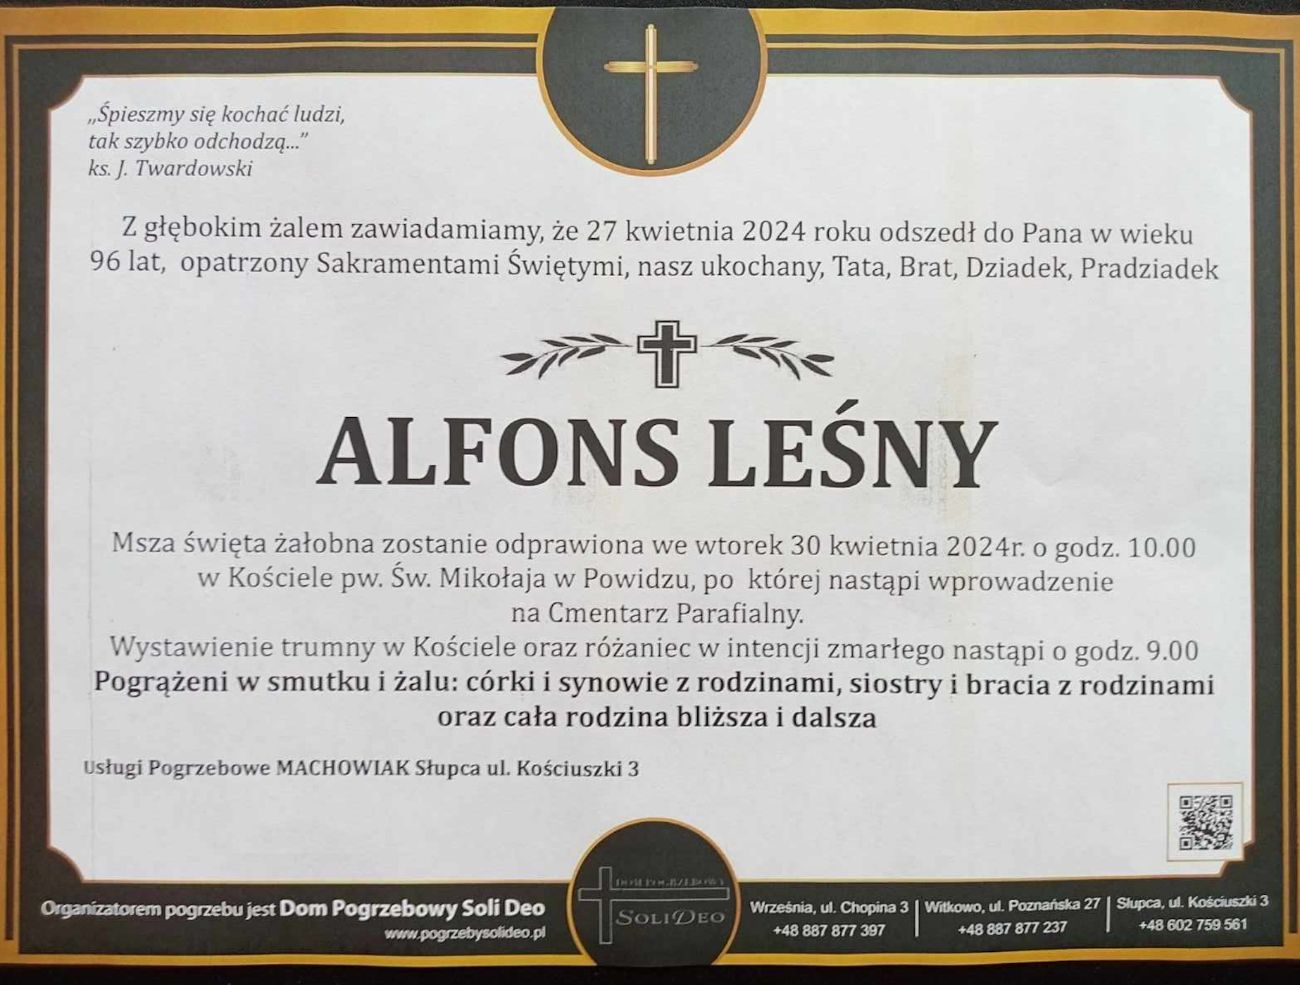 „Śpieszmy się kochać ludzi,
tak szybko odchodzą...”
ks. J. Twardowski
Z głębokim żalem zawiadamiamy, że 27 kwietnia 2024 roku odszedł do Pana w wieku
96 lat, opatrzony Sakramentami Świętymi, nasz ukochany, Tata, Brat, Dziadek, Pradziadek
ALFONS LEŚNY
Msza święta żałobna zostanie odprawiona we wtorek 30 kwietnia 2024r. o godz. 10.00
w Kościele pw. Św. Mikołaja w Powidzu, po której nastąpi wprowadzenie
na Cmentarz Parafialny.
Wystawienie trumny w Kościele oraz różaniec w intencji zmarłego nastąpi o godz. 9.00
Pogrążeni w smutku i żalu: córki i synowie z rodzinami, siostry i bracia z rodzinami
oraz cała rodzina bliższa i dalsza
Usługi Pogrzebowe MACHOWIAK Słupca ul. Kościuszki 3
Organizatorem pogrzebu jest Dom Pogrzebowy Soli Deo
www.pogrzebysolideo.pl
DOM POGRZEBOWY
SOLI DEO
Września, ul. Chopina 3
+48 887 877 397
Witkowo, ul. Poznańska 27
+48 887 877 237
Słupca, ul. Kościuszki 3
+48 602 759 561